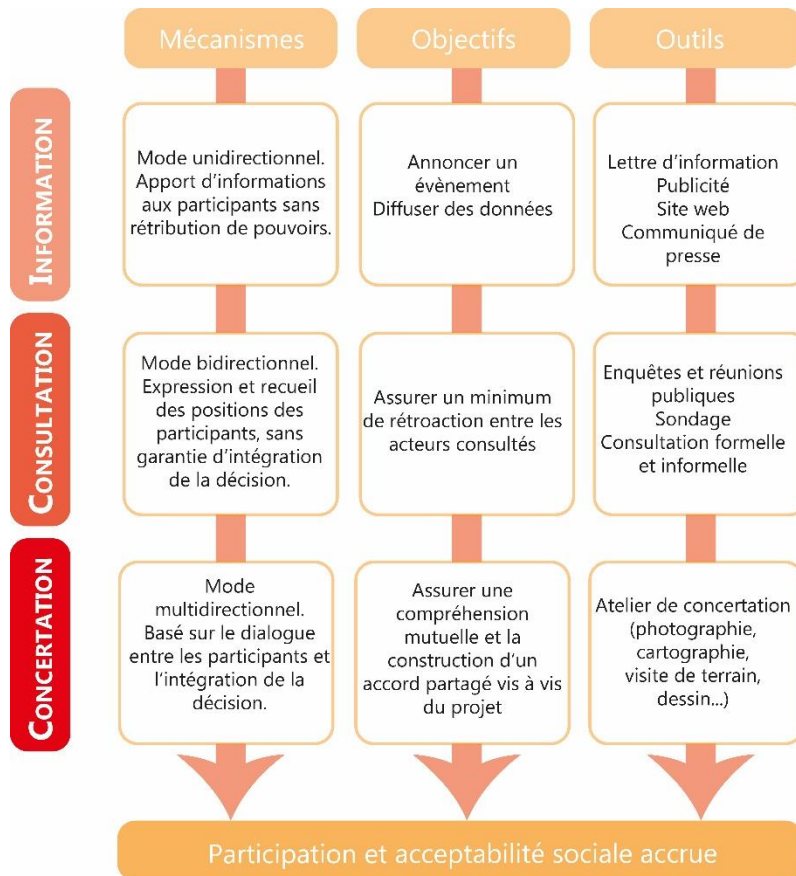 Mécanismes
Objectifs
Outils
INFORMATION
Mode unidirectionnel.
Apport d'informations
aux participants sans
rétribution de pouvoirs.
Annoncer un
évènement
Diffuser des données
Lettre d'information
Publicité
Site web
Communiqué de
presse
CONSULTATION
Mode bidirectionnel.
Expression et recueil
des positions des
participants, sans
garantie d'intégration
de la décision.
Assurer un minimum
de rétroaction entre les
acteurs consultés
Enquêtes et réunions
publiques
Sondage
Consultation formelle
et informelle
CONCERTATION
Mode
multidirectionnel.
Basé sur le dialogue
entre les participants et
l'intégration de la
décision.
Assurer une
compréhension
mutuelle et la
construction d'un
accord partagé vis à vis
du projet
Atelier de concertation
(photographie,
cartographie,
visite de terrain,
dessin...)
Participation et acceptabilité sociale accrue